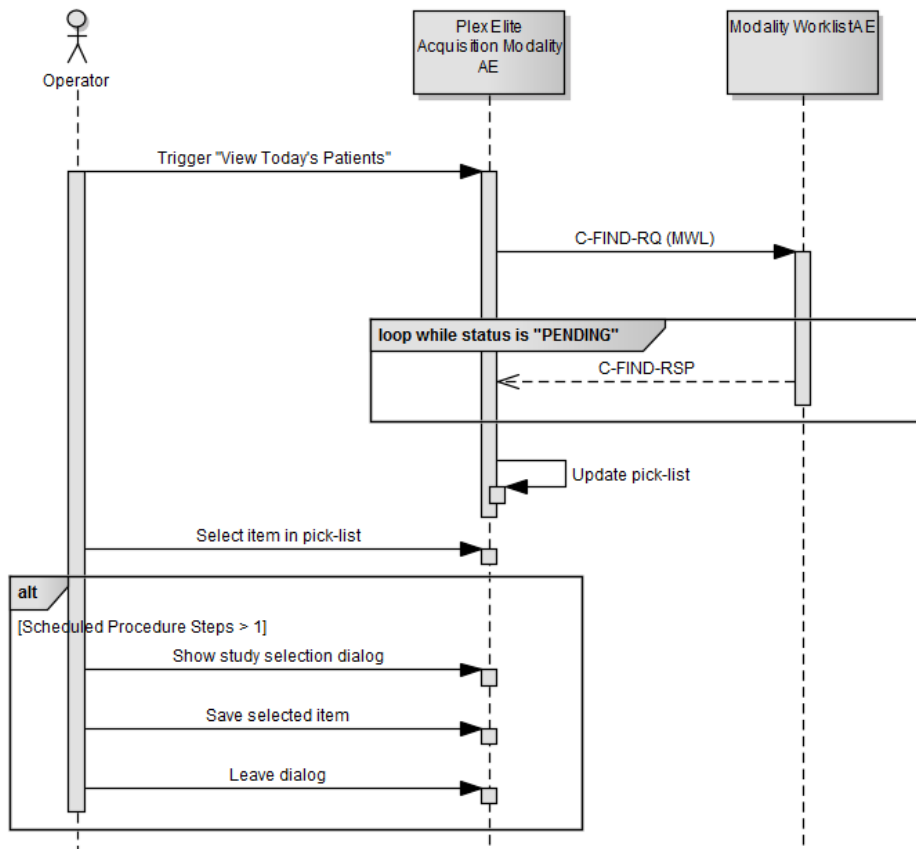 PlexElite
Acquisition Modality
AE
Modality WorklistAE
Operator
Trigger "View Today's Patients"
C-FIND-RQ (MWL)
loop while status is "PENDING"
C-FIND-RSP
Update pick-list
Select item in pick-list
alt
[Scheduled Procedure Steps > 1]
Show study selection dialog
Save selected item
Leave dialog